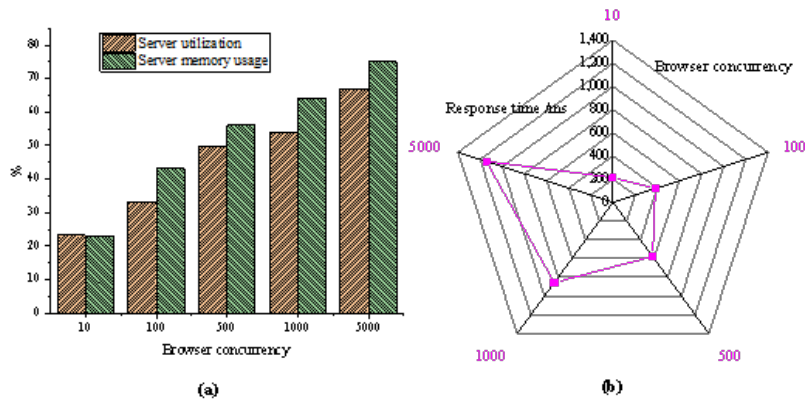 80
70
60
50
40
30
20
10
0
%
Server utilization
Server memory usage
10 100 500 1000 5000
Browser concurrency
(a)
10
1,400
1,200
1,000
800
600
400
200
0
Browser concurrency
Response time /ms
5000
100
1000
500
(b)